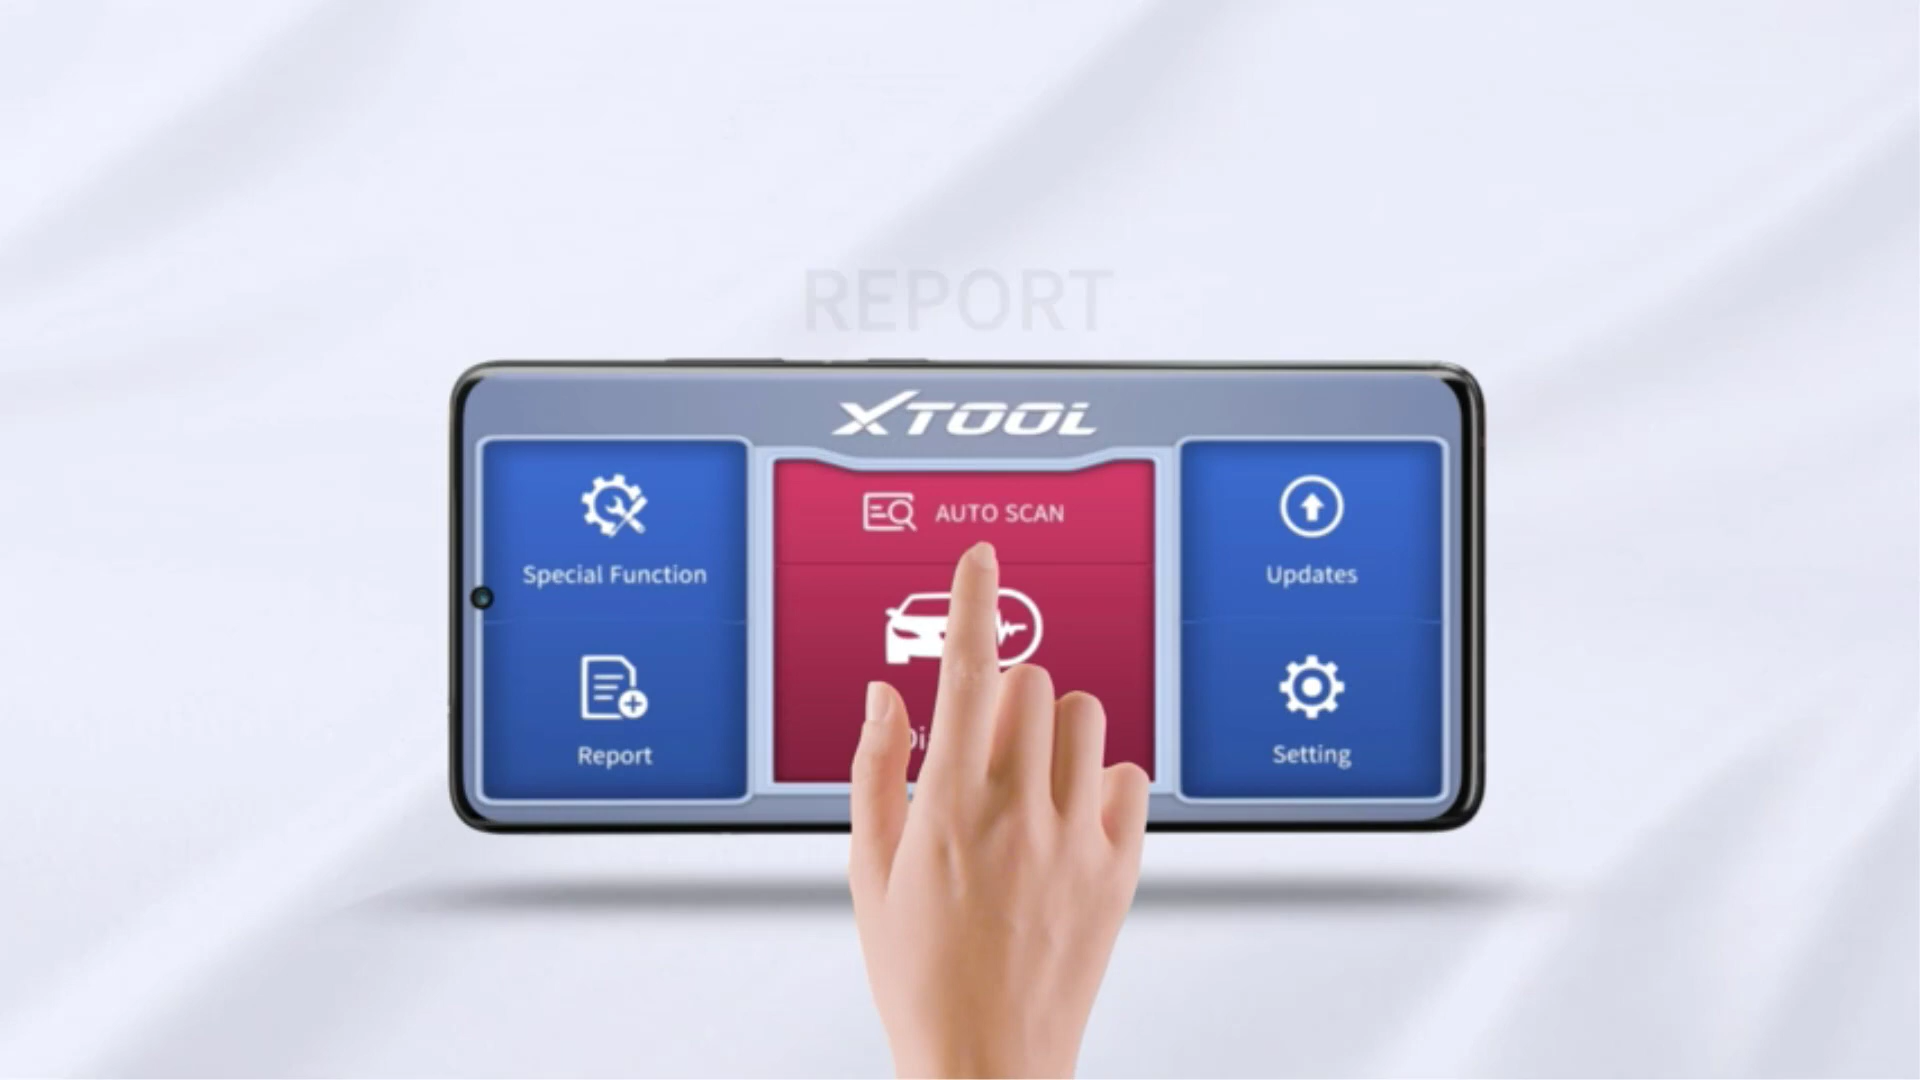 REPORT
XTOOL
AUTO SCAN
Special Function
Updates
Report
Setting